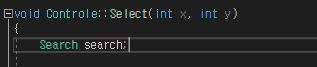 void Controle::Select(int x, int y)
{
Search search;